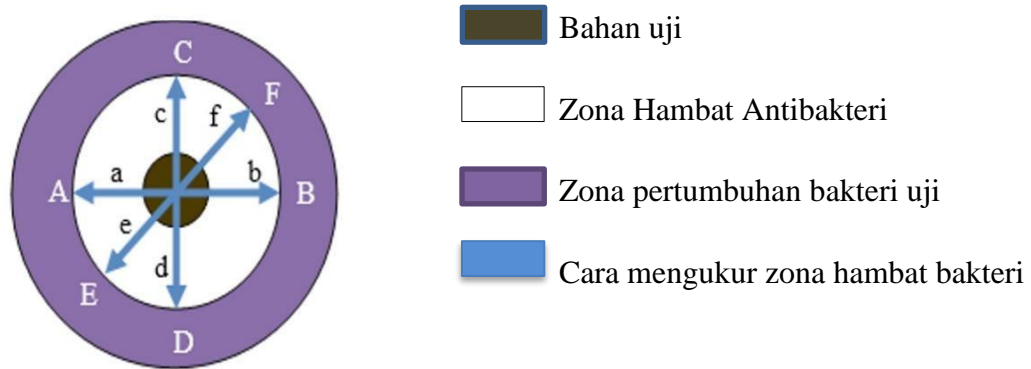 C
F
c
f
a
b
A
B
e
d
E
D
Bahan uji
Zona Hambat Antibakteri
Zona pertumbuhan bakteri uji
Cara mengukur zona hambat bakteri